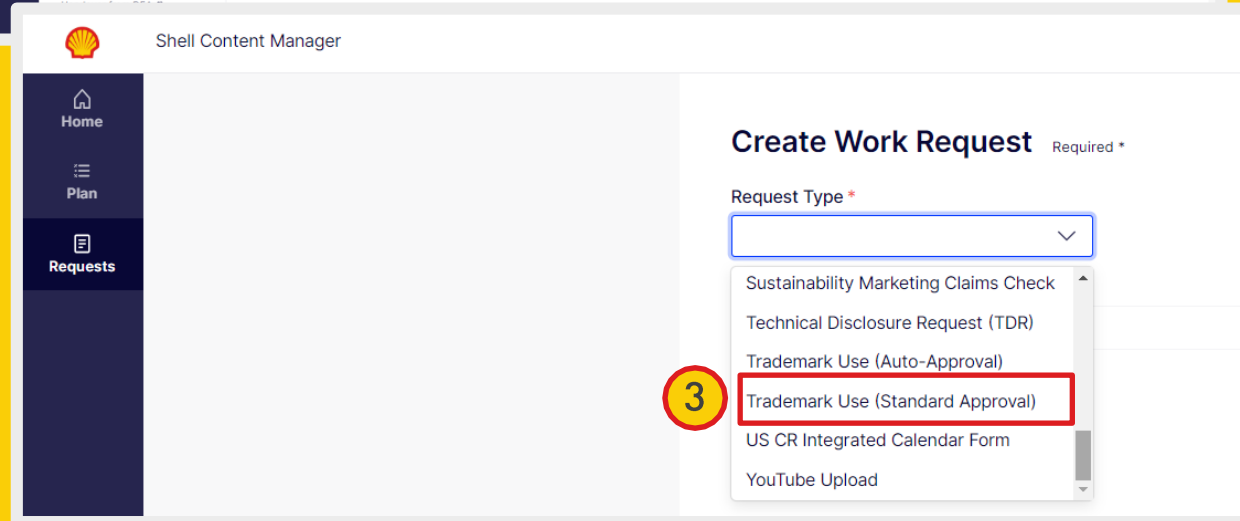 Shell Content Manager
Home
Plan
Requests
Create Work Request Required *
Request Type *
Sustainability Marketing Claims Check
Technical Disclosure Request (TDR)
Trademark Use (Auto-Approval)
3
Trademark Use (Standard Approval)
US CR Integrated Calendar Form
YouTube Upload